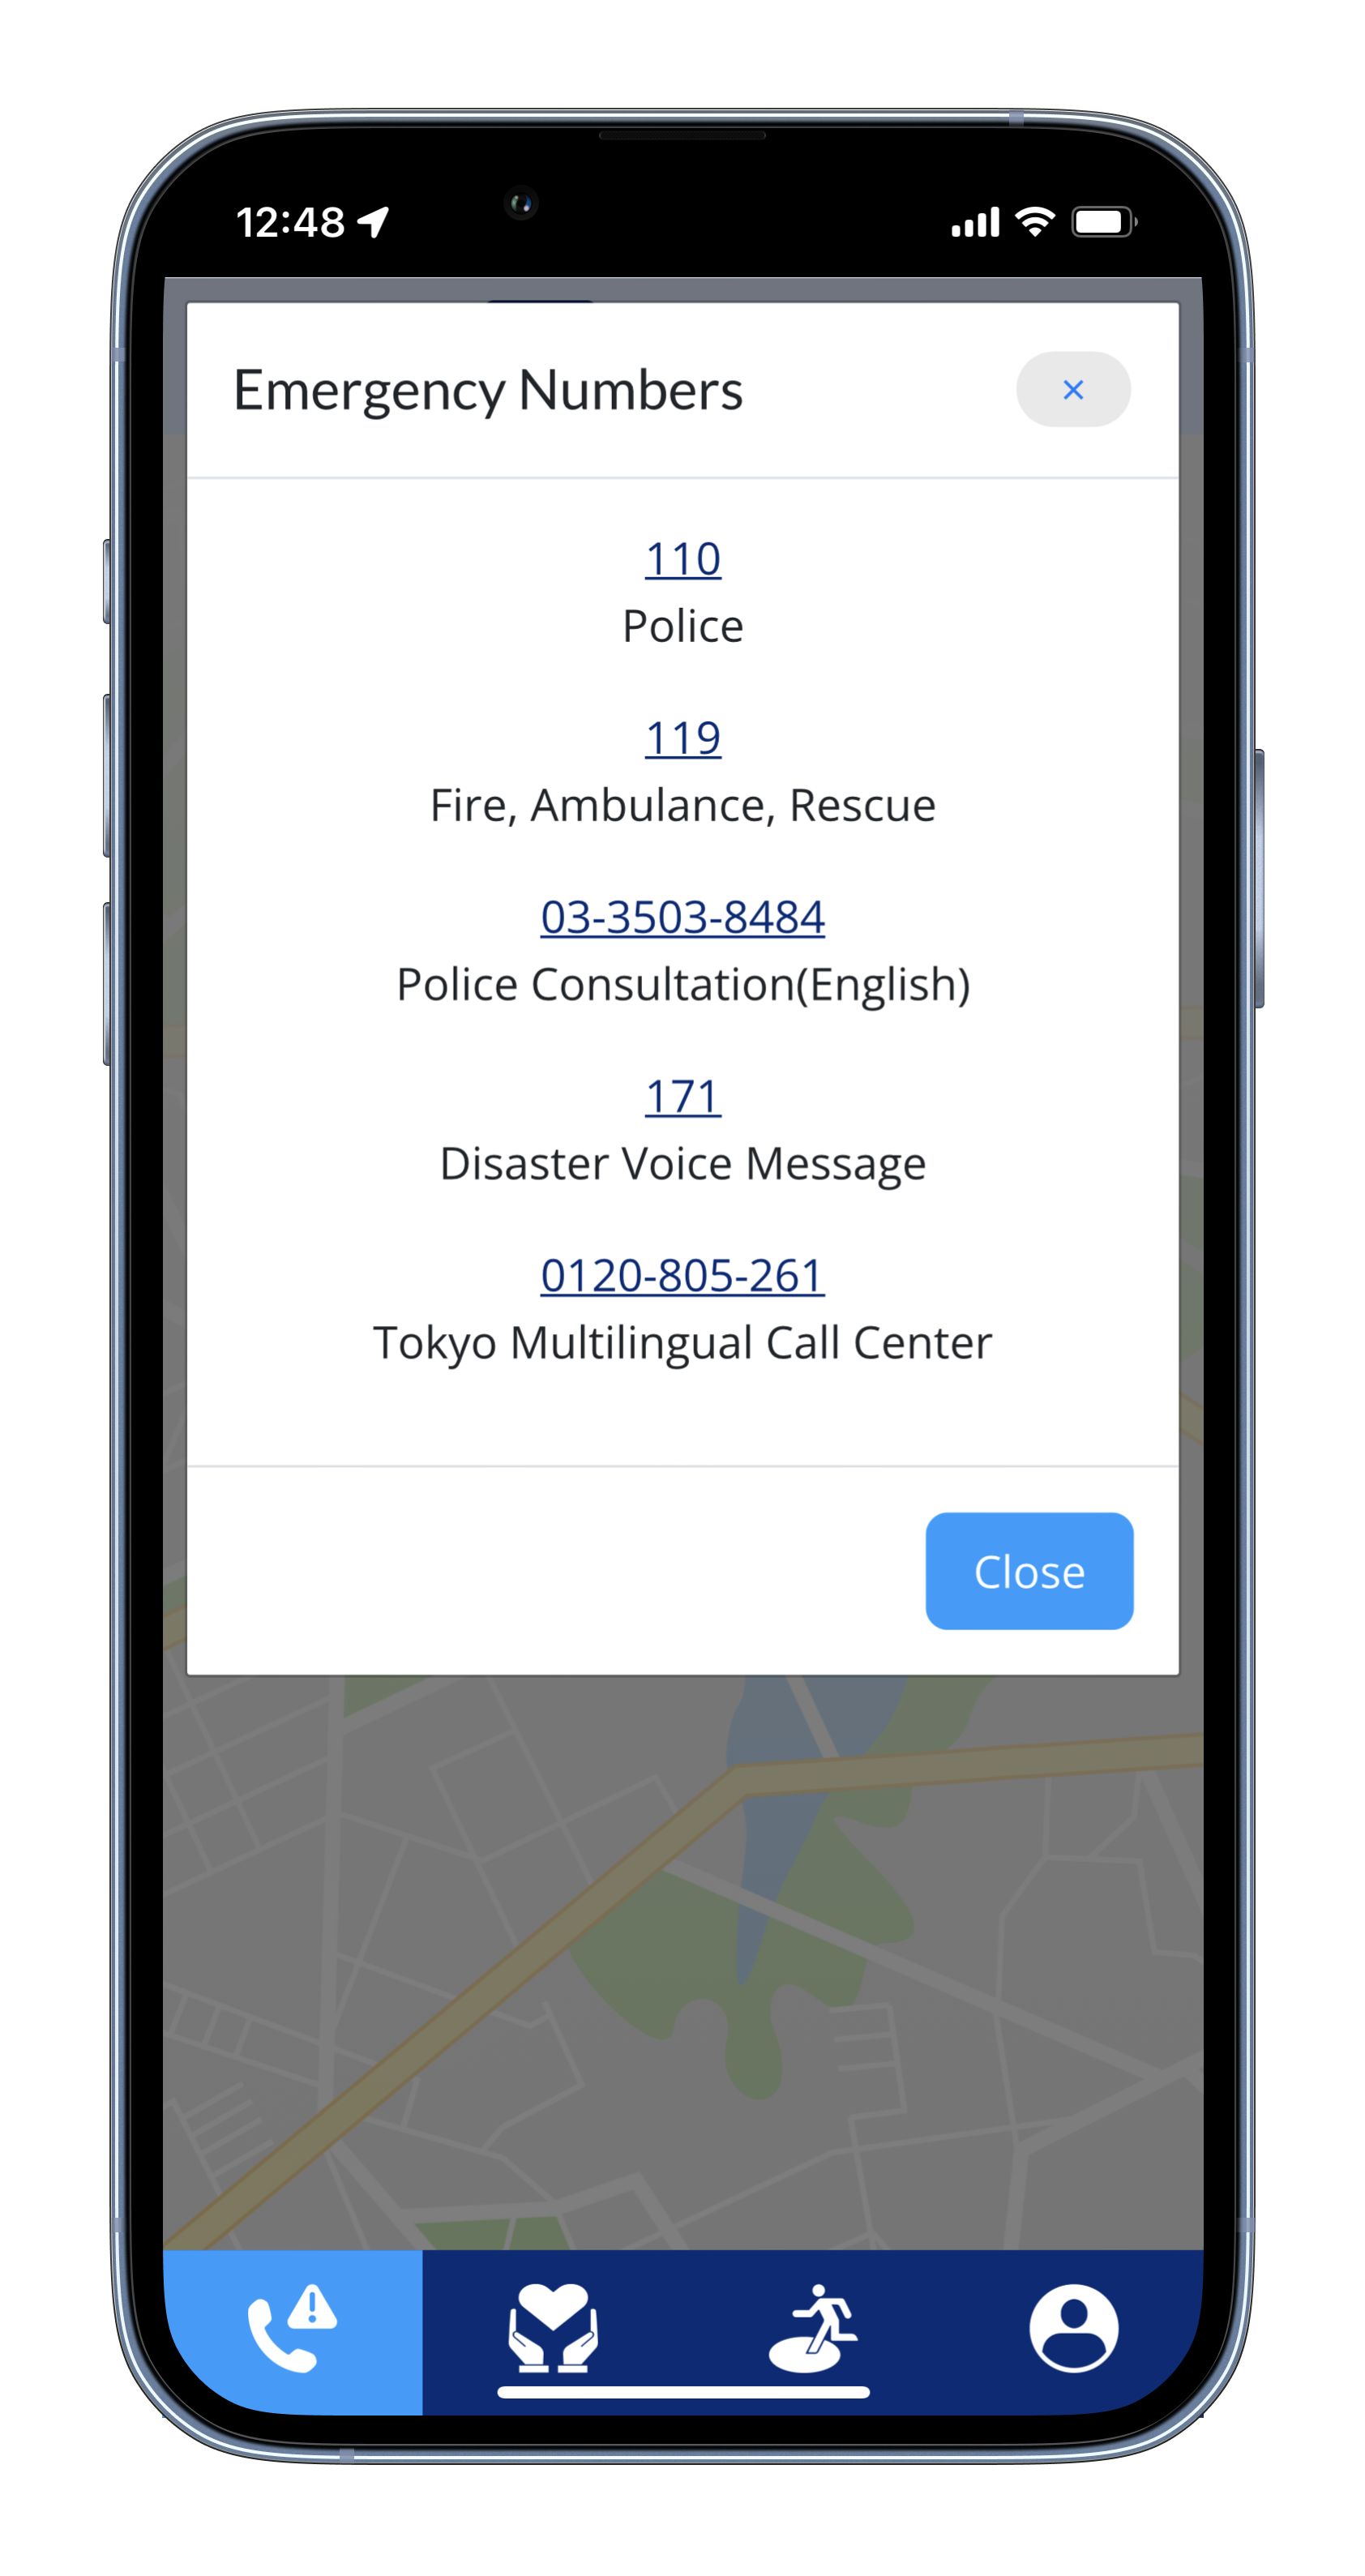 12:48
Emergency Numbers
×
110
Police
119
Fire, Ambulance, Rescue
03-3503-8484
Police Consultation(English)
171
Disaster Voice Message
0120-805-261
Tokyo Multilingual Call Center
Close